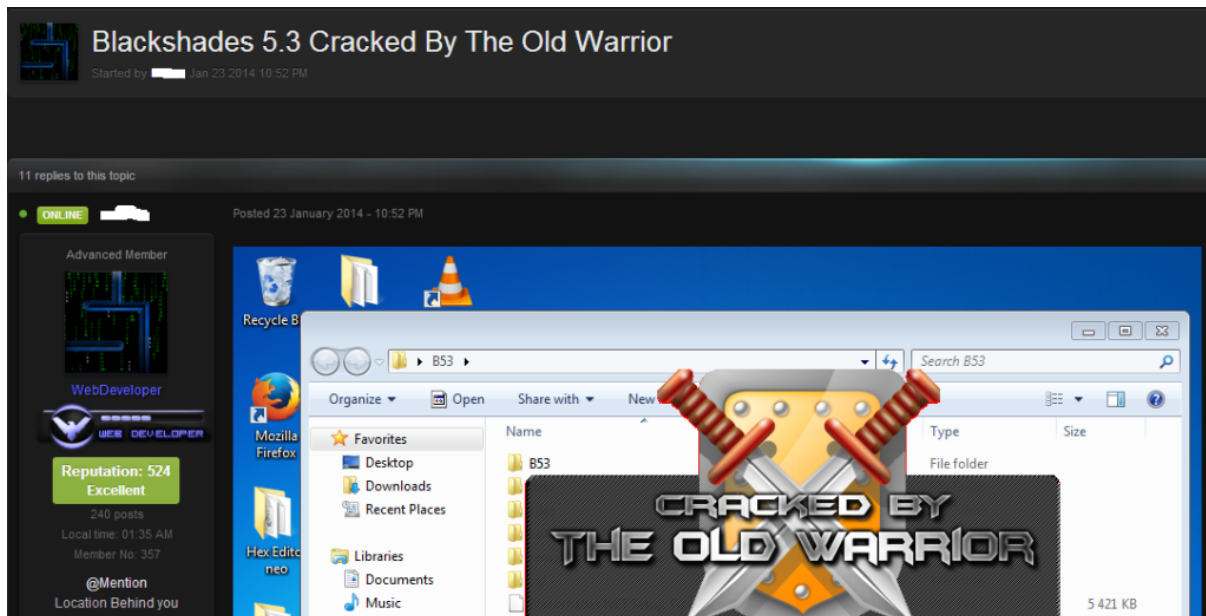 Blackshades 5.3 Cracked By The Old Warrior
Started by Jan 23 2014 10:52 PM
11 replies to this topic
ONLINE
Posted 23 January 2014 - 10:52 PM
Advanced Member
WebDeveloper
WEB DEVELOPER
Reputation: 524
Excellent
240 posts
Local time: 01:35 AM
Member No: 357
@Mention
Location Behind you
Recycle B
Mozilla
Firefox
Hex Edito
neo
B53
Search B53
Organize
Open
Share with
New
Favorites
Desktop
Downloads
Recent Places
Libraries
Documents
Music
Name
Type
Size
B53
File folder
5 421 KB
CRACKED BY
THE OLD WARRIOR